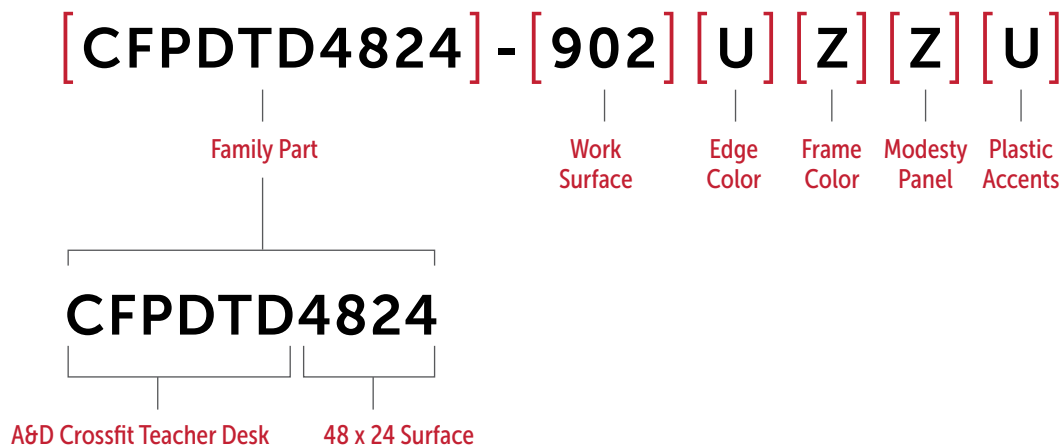 [CFPDTD4824] - [902] [U] [Z] [Z] [U]
Family Part
Work Surface
Edge Color
Frame Color
Modesty Panel
Plastic Accents
CFPDTD4824
A&D Crossfit Teacher Desk
48 x 24 Surface